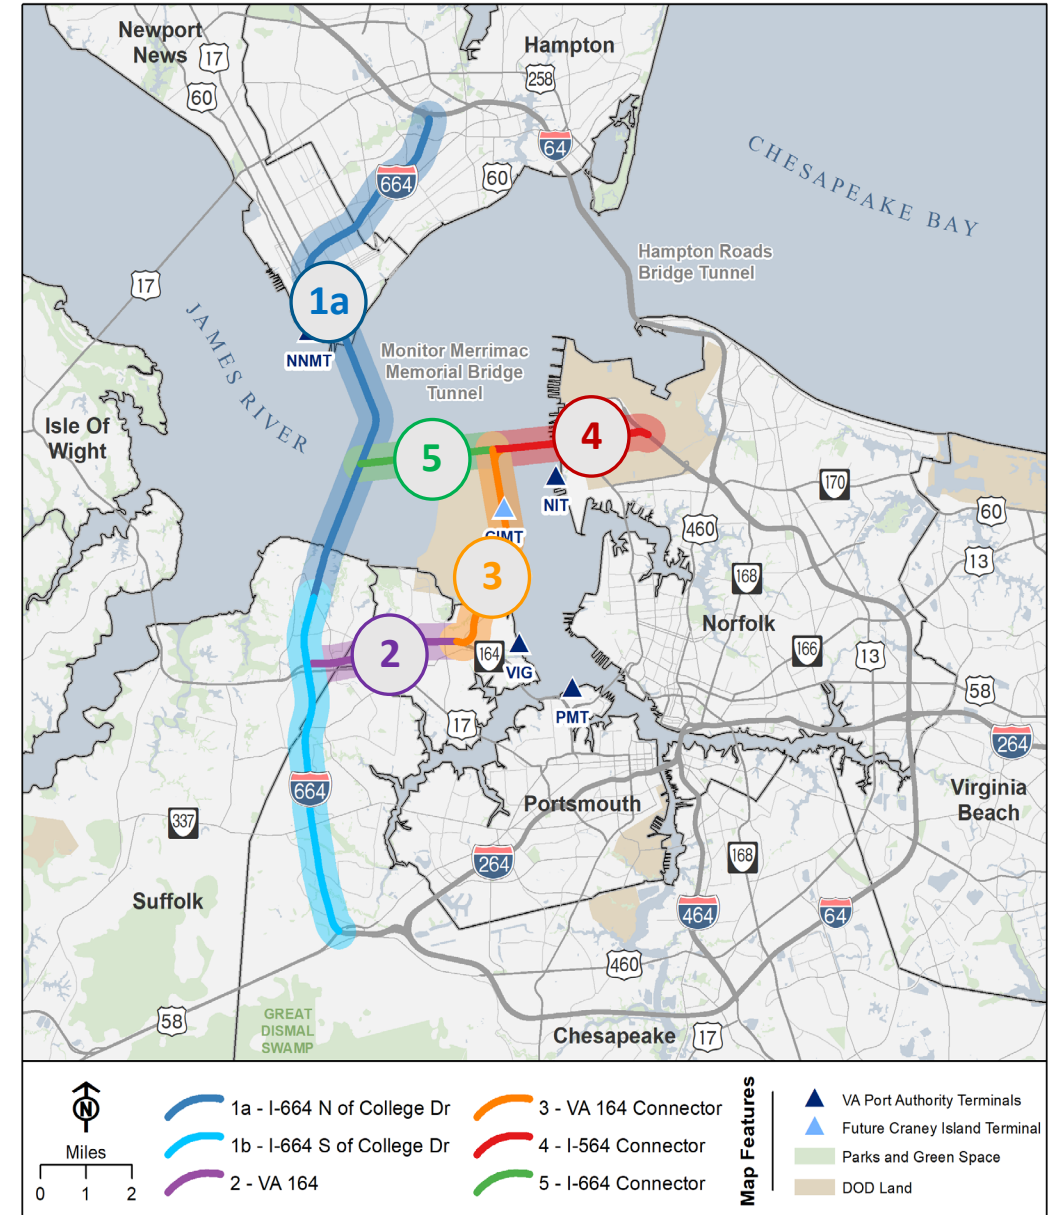 Newport
News
17
60
Hampton
258
64
664
60
CHESAPEAKE BAY
Hampton Roads
Bridge Tunnel
17
JAMES RIVER
1a
NNMT
Monitor Merrimac
Memorial Bridge
Tunnel
Isle Of
Wight
5
4
NIT
170
60
460
13
CIMT
3
168
Norfolk
2
164
VIG
166
13
58
PMT
17
264
664
Virginia
Beach
Portsmouth
337
264
168
Suffolk
464
64
460
58
GREAT
DISMAL
SWAMP
Chesapeake
17
N
Miles
0 1 2
1a - I-664 N of College Dr
1b - I-664 S of College Dr
2 - VA 164
3 - VA 164 Connector
4 - I-564 Connector
5 - I-664 Connector
Map Features
VA Port Authority Terminals
Future Craney Island Terminal
Parks and Green Space
DOD Land